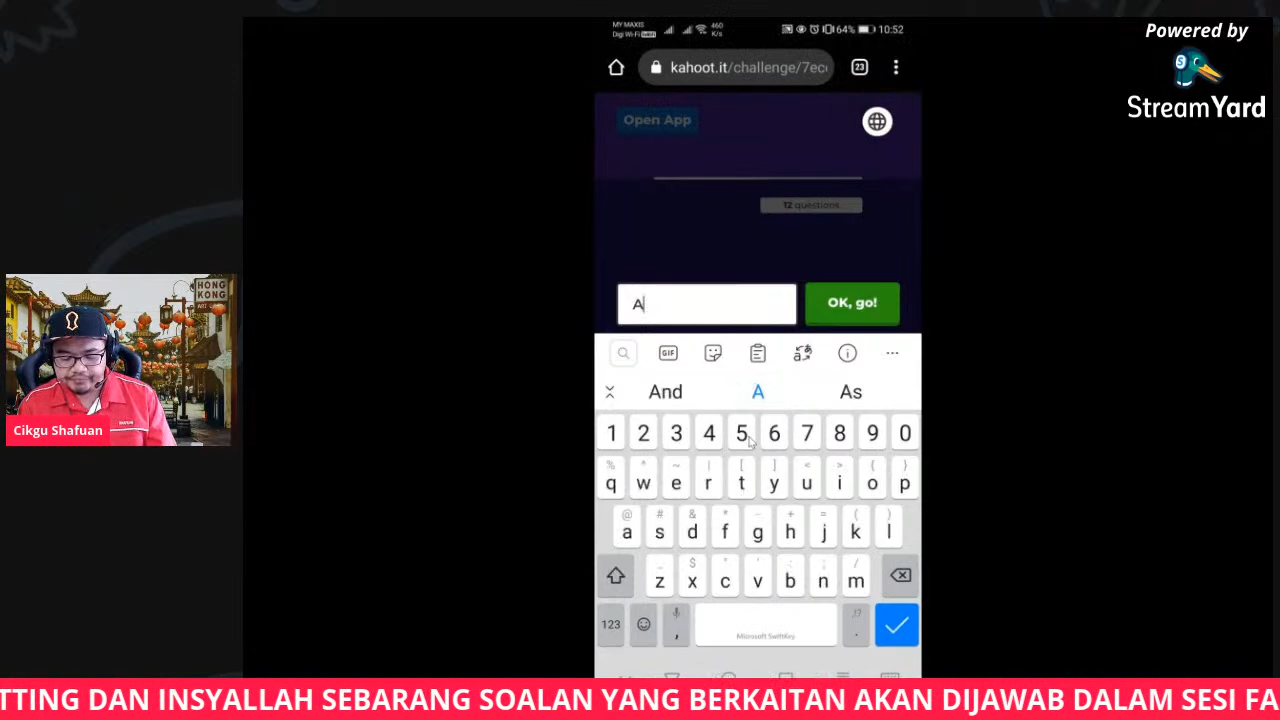 MY MAXIS
Digi Wi-Fi
460
K/s
64%
10:52
Powered by
StreamYard
kahoot.it/challenge/7ec
23
Open App
12 questions
A
OK, go!
GIF
And
A
As
1 2 3 4 5 6 7 8 9 0
% ^ ~ | [ ] < > { }
q w e r t y u i o p
@ # & * - + = ( )
a s d f g h j k l
z x c v b n m
123
, .
Microsoft SwiftKey
HONG
KONG
Cikgu Shafuan
TTING DAN INSYALLAH SEBARANG SOALAN YANG BERKAITAN AKAN DIJAWAB DALAM SESI FA